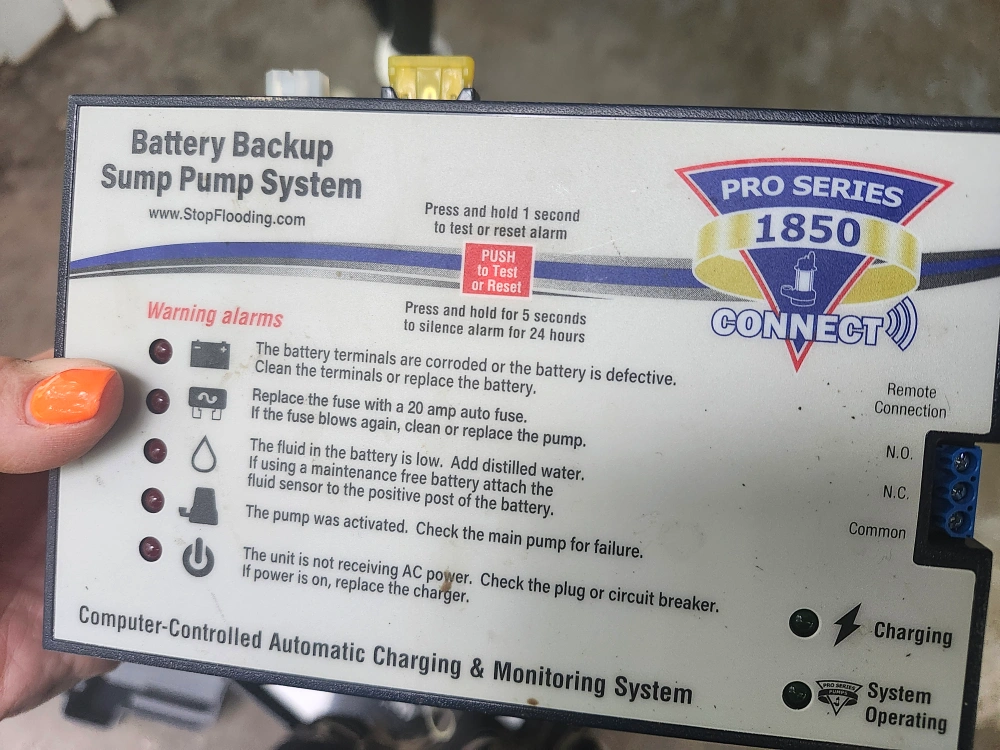 Battery Backup
Sump Pump System
www.StopFlooding.com
Press and hold 1 second
to test or reset alarm
PUSH
to Test
or Reset
Press and hold for 5 seconds
to silence alarm for 24 hours
PRO SERIES
1850
CONNECT
Warning alarms
The battery terminals are corroded or the battery is defective.
Clean the terminals or replace the battery.
Replace the fuse with a 20 amp auto fuse.
If the fuse blows again, clean or replace the pump.
The fluid in the battery is low. Add distilled water.
If using a maintenance free battery attach the
fluid sensor to the positive post of the battery.
The pump was activated. Check the main pump for failure.
The unit is not receiving AC power. Check the plug or circuit breaker.
If power is on, replace the charger.
Remote
Connection
N.O.
N.C.
Common
Charging
PRO SERIES
PUMPS
System
Operating
Computer-Controlled Automatic Charging & Monitoring System